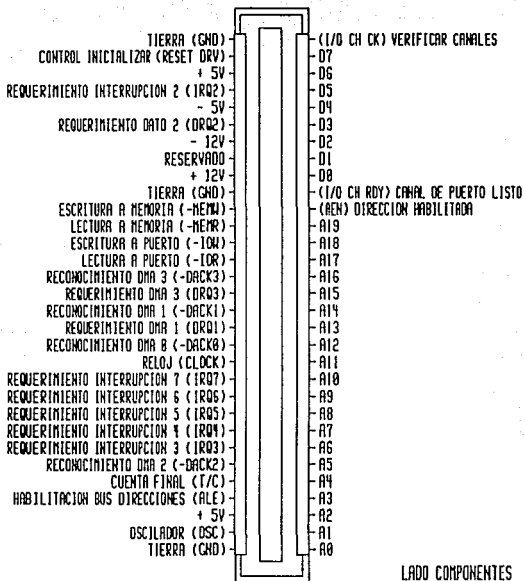 TIERRA (GND)
CONTROL INICIALIZAR (RESET DRV)
+ 5V
REQUERIMIENTO INTERRUPCION 2 (IRQ2)
- 5V
REQUERIMIENTO DATO 2 (DRQ2)
- 12V
RESERVADO
+ 12V
TIERRA (GND)
ESCRITURA A MEMORIA (-MEMW)
LECTURA A MEMORIA (-MEMR)
ESCRITURA A PUERTO (-IOW)
LECTURA A PUERTO (-IOR)
RECONOCIMIENTO DMA 3 (-DACK3)
REQUERIMIENTO DMA 3 (DRQ3)
RECONOCIMIENTO DMA 1 (-DACK1)
REQUERIMIENTO DMA 1 (DRQ1)
RECONOCIMIENTO DMA 0 (-DACK0)
RELOJ (CLOCK)
REQUERIMIENTO INTERRUPCION 7 (IRQ7)
REQUERIMIENTO INTERRUPCION 6 (IRQ6)
REQUERIMIENTO INTERRUPCION 5 (IRQ5)
REQUERIMIENTO INTERRUPCION 4 (IRQ4)
REQUERIMIENTO INTERRUPCION 3 (IRQ3)
RECONOCIMIENTO DMA 2 (-DACK2)
CUENTA FINAL (T/C)
HABILITACION BUS DIRECCIONES (ALE)
+ 5V
OSCILADOR (OSC)
TIERRA (GND)
(I/O CH CK) VERIFICAR CANALES
D7
D6
D5
D4
D3
D2
D1
D0
(I/O CH RDY) CANAL DE PUERTO LISTO
(AEN) DIRECCION HABILITADA
A19
A18
A17
A16
A15
A14
A13
A12
A11
A10
A9
A8
A7
A6
A5
A4
A3
A2
A1
A0
LADO COMPONENTES